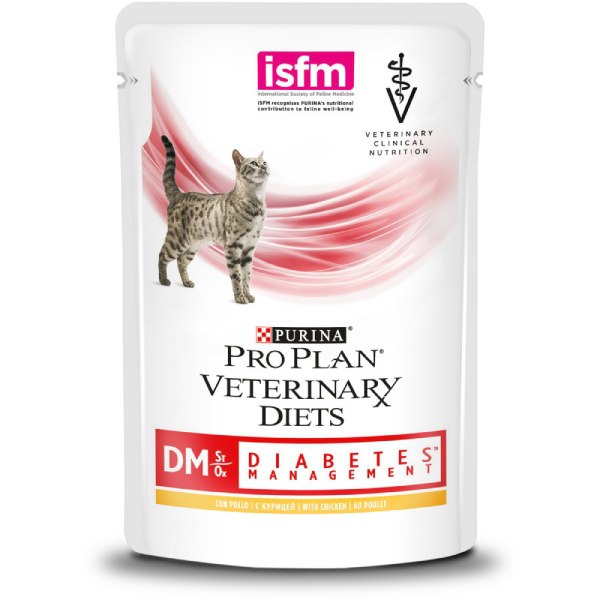 isfm
International Society of Feline Medicine
ISFM recognises PURINA's nutritional
contribution to feline well-being
VETERINARY
CLINICAL
NUTRITION
PURINA®
PRO PLAN®
VETERINARY
DIETS
DM St/Ox
DIABETES™
MANAGEMENT
CON POLLO | С КУРИЦЕЙ | WITH CHICKEN | AU POULET